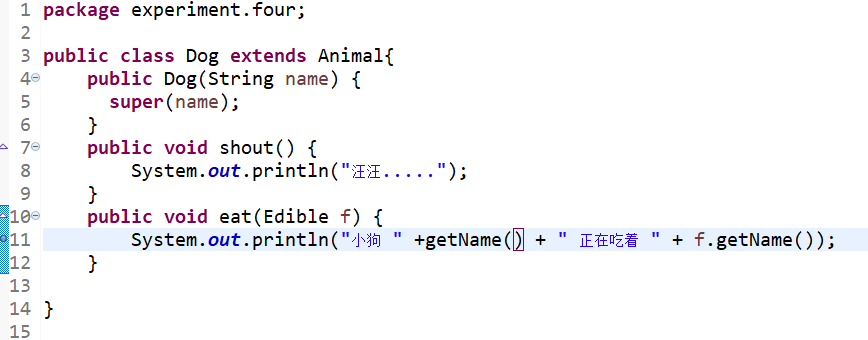 1 package experiment.four;
2
3 public class Dog extends Animal{
4 public Dog(String name) {
5 super(name);
6 }
7 public void shout() {
8 System.out.println("汪汪.....");
9 }
10 public void eat(Edible f) {
11 System.out.println("小狗 " +getName() + " 正在吃着 " + f.getName());
12 }
13
14 }
15